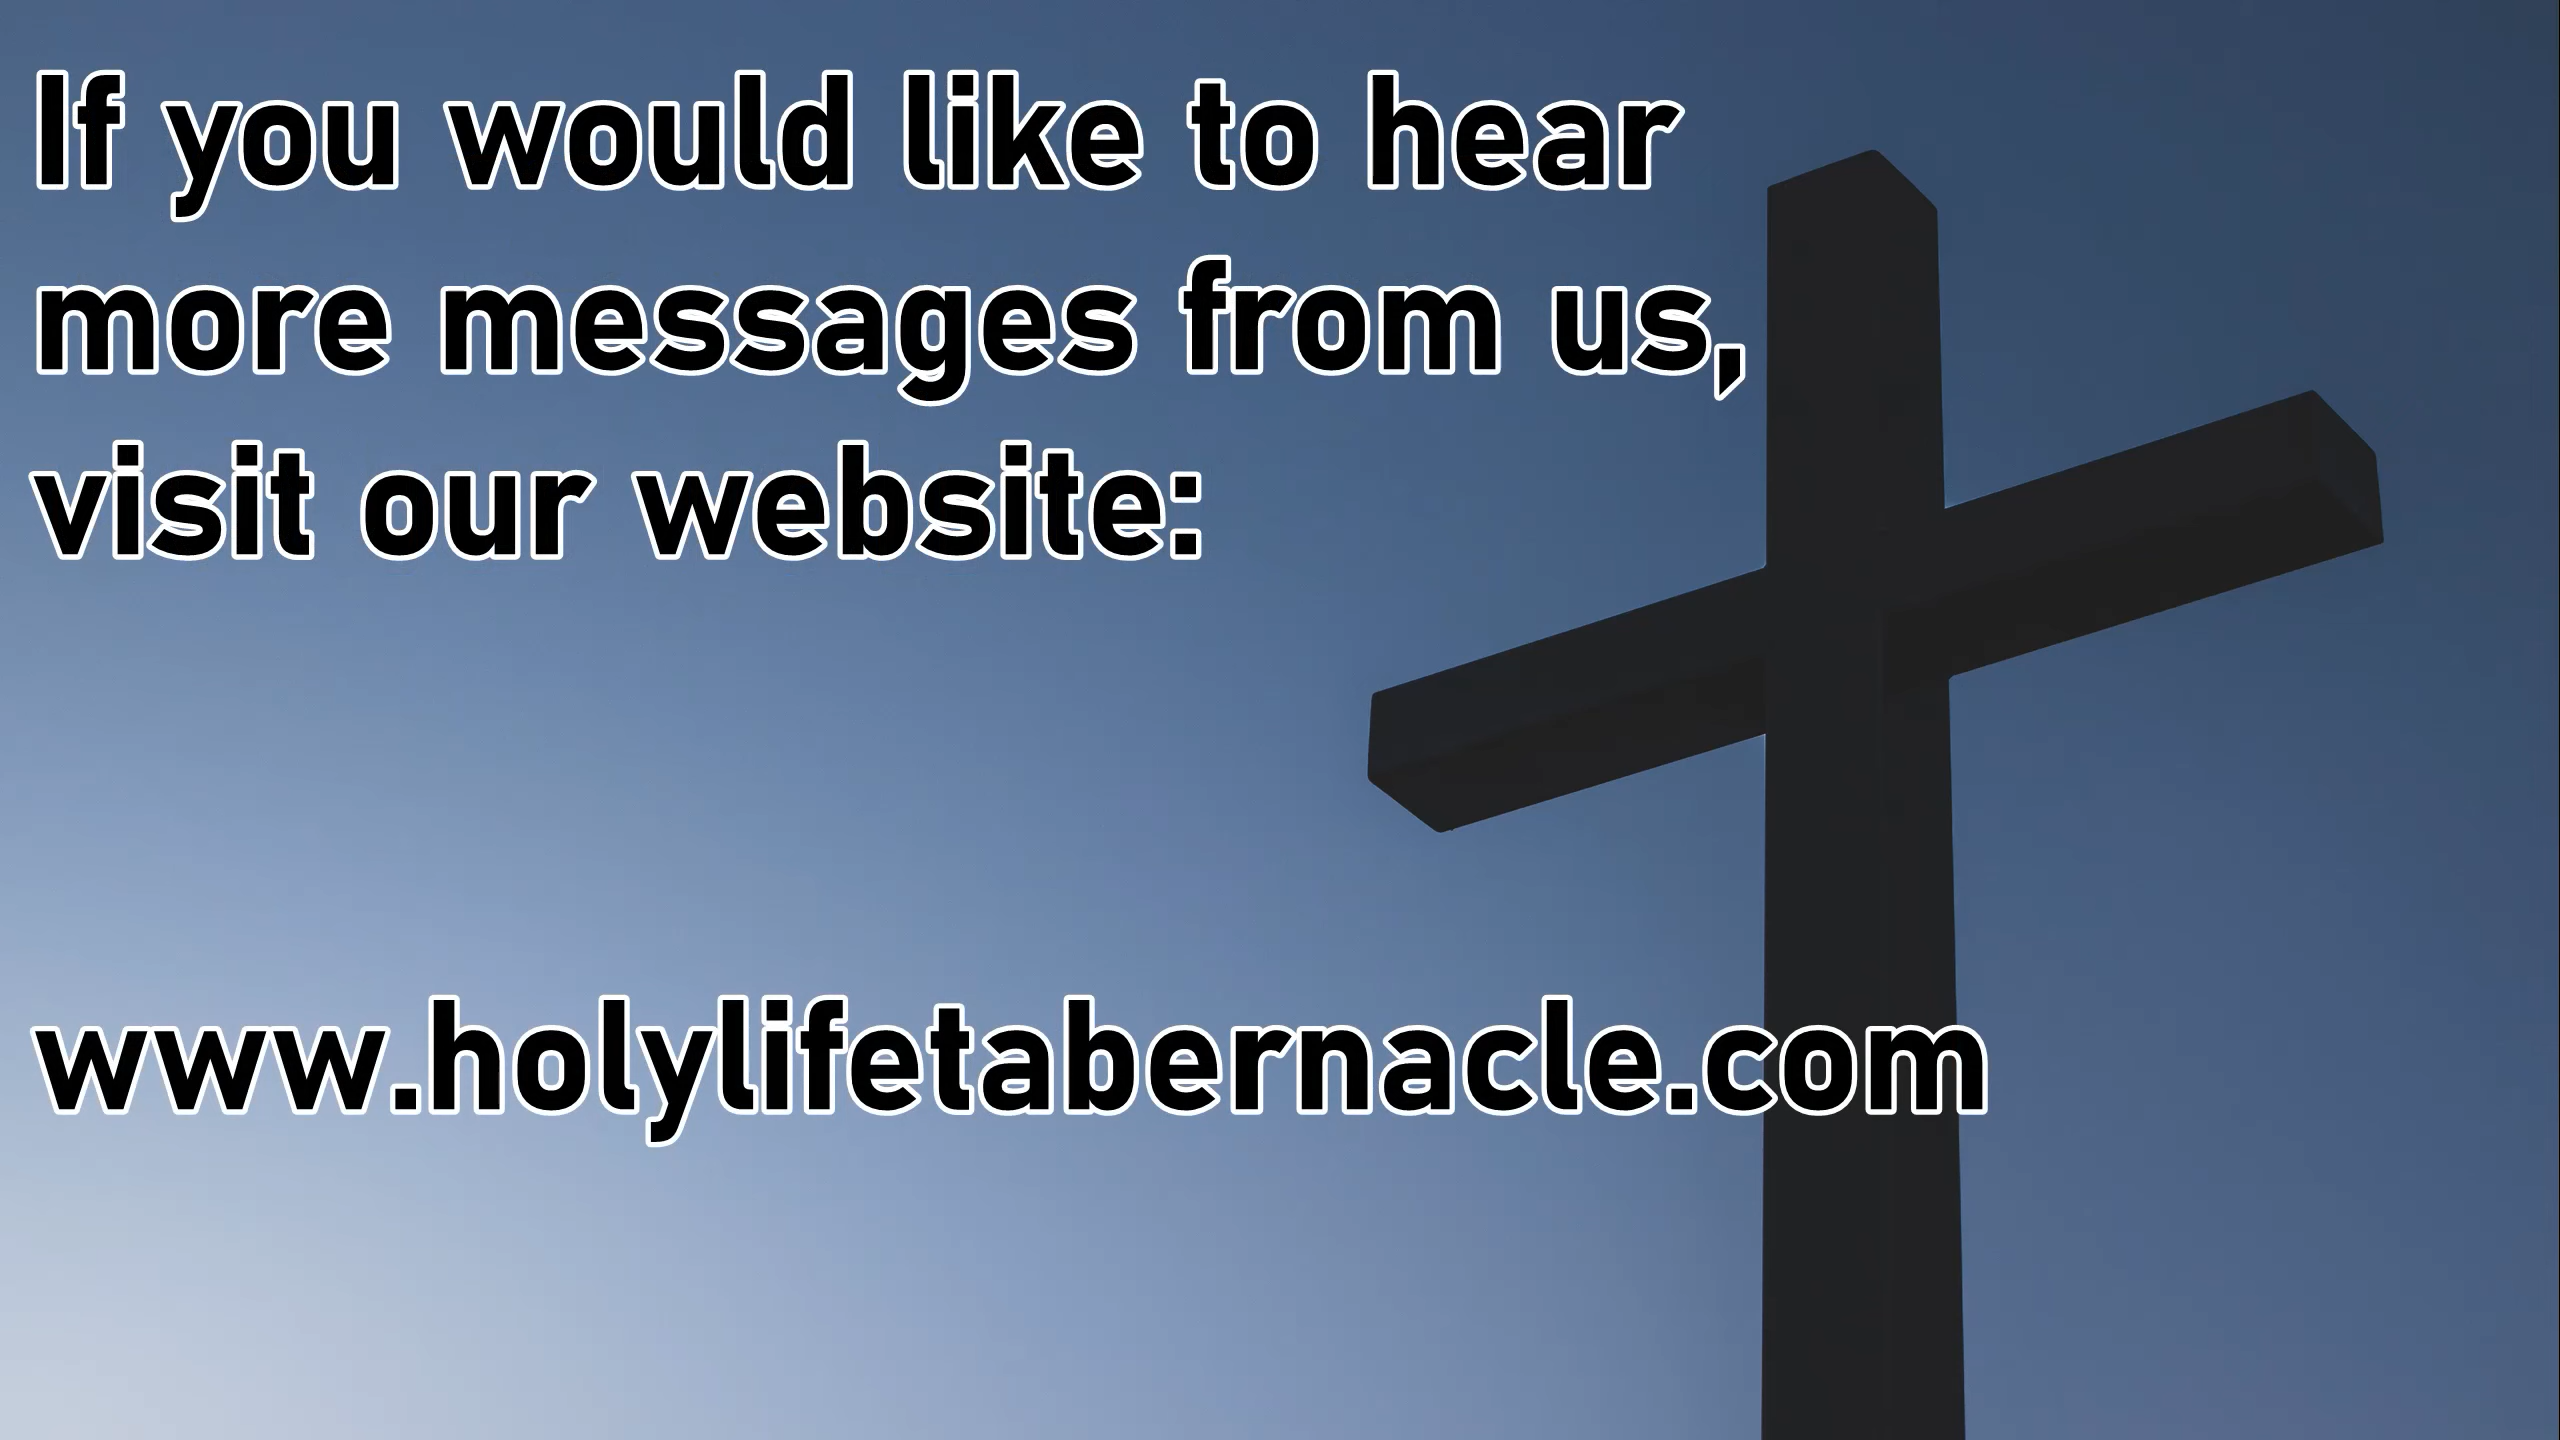 If you would like to hear
more messages from us,
visit our website:
www.holylifetabernacle.com